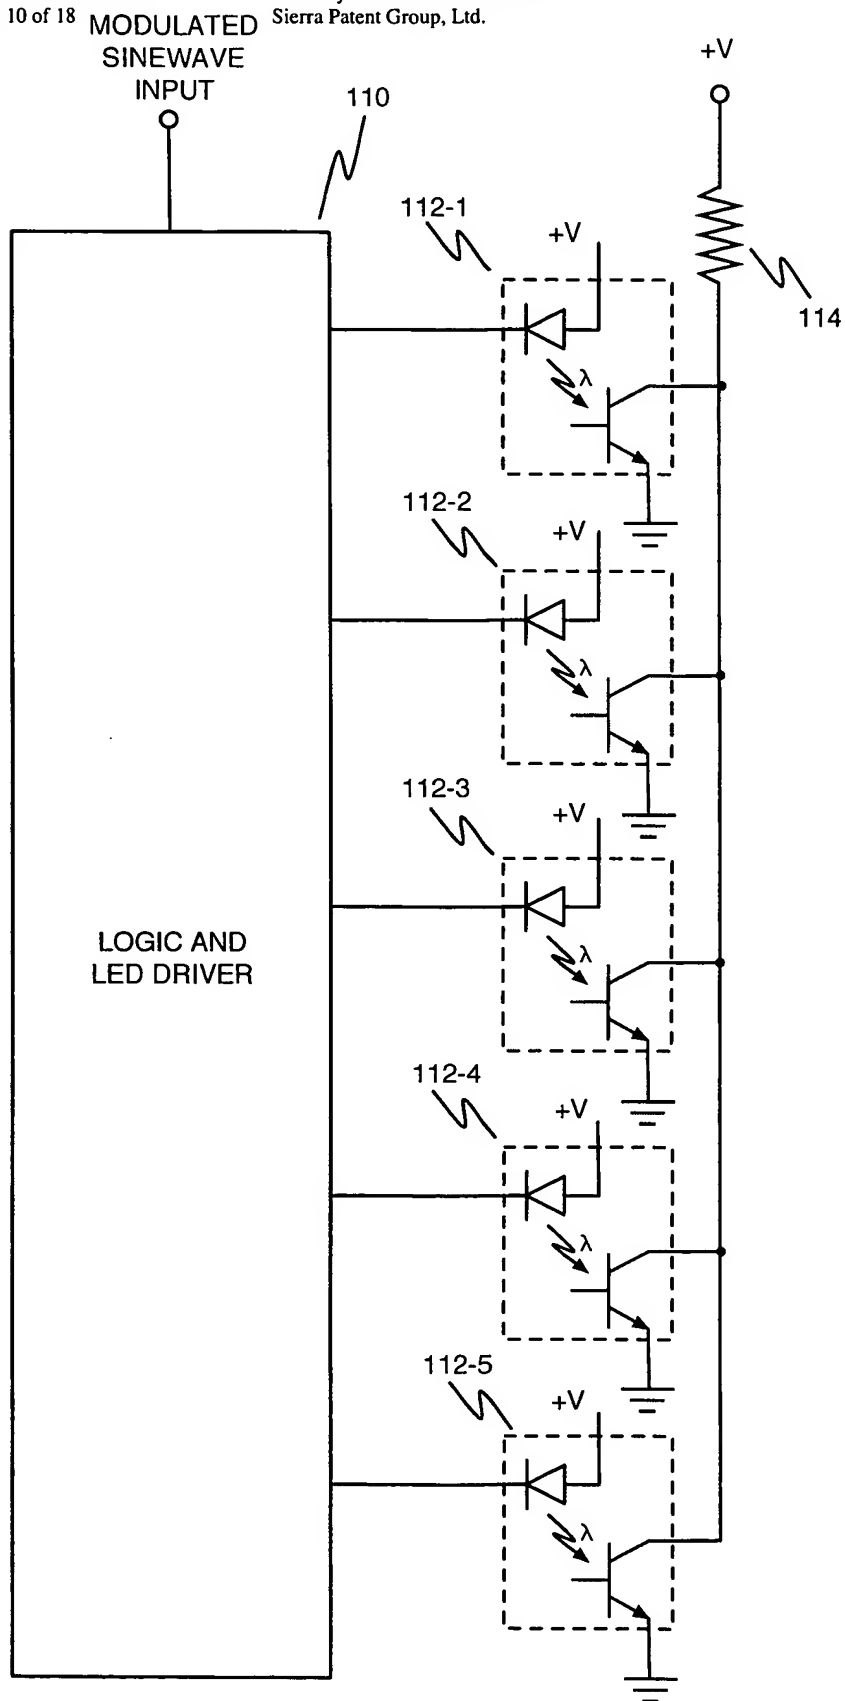 10 of 18
Sierra Patent Group, Ltd.
MODULATED
SINEWAVE
INPUT
110
+V
112-1
+V
114
λ
112-2
+V
λ
112-3
+V
λ
LOGIC AND
LED DRIVER
112-4
+V
λ
112-5
+V
λ